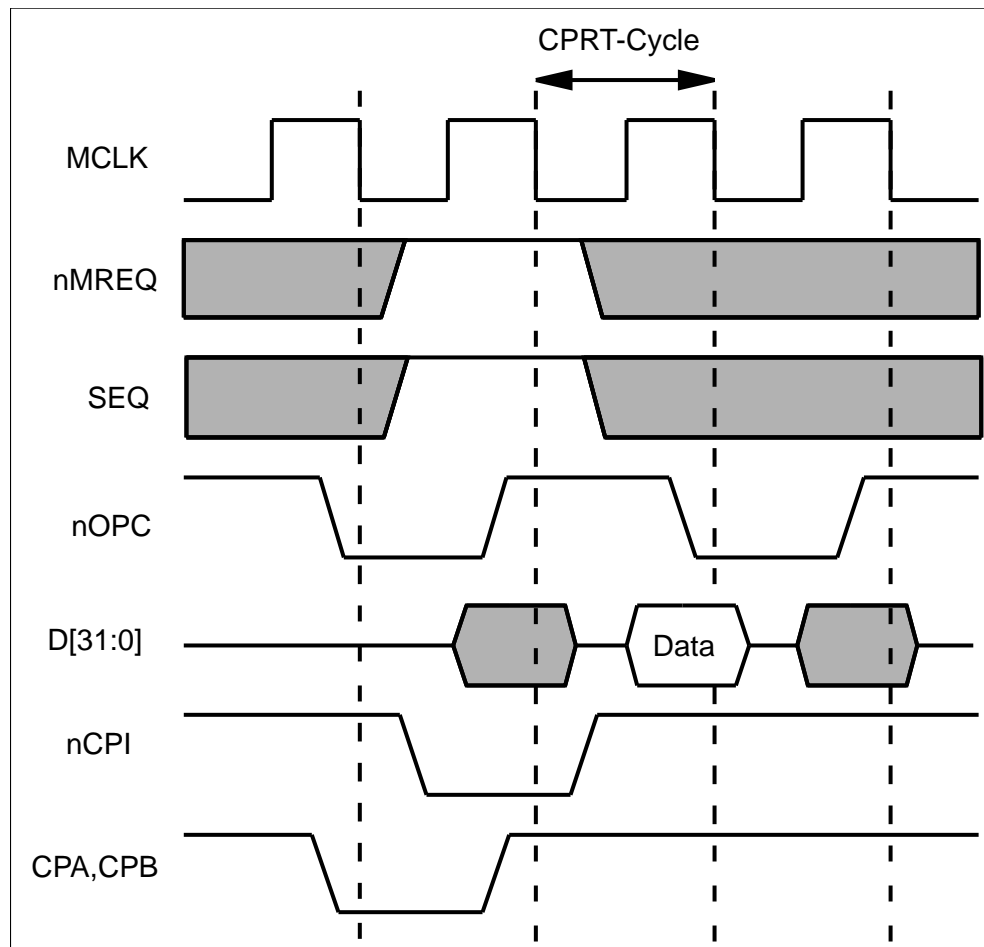 CPRT-Cycle
MCLK
nMREQ
SEQ
nOPC
D[31:0]
Data
nCPI
CPA,CPB